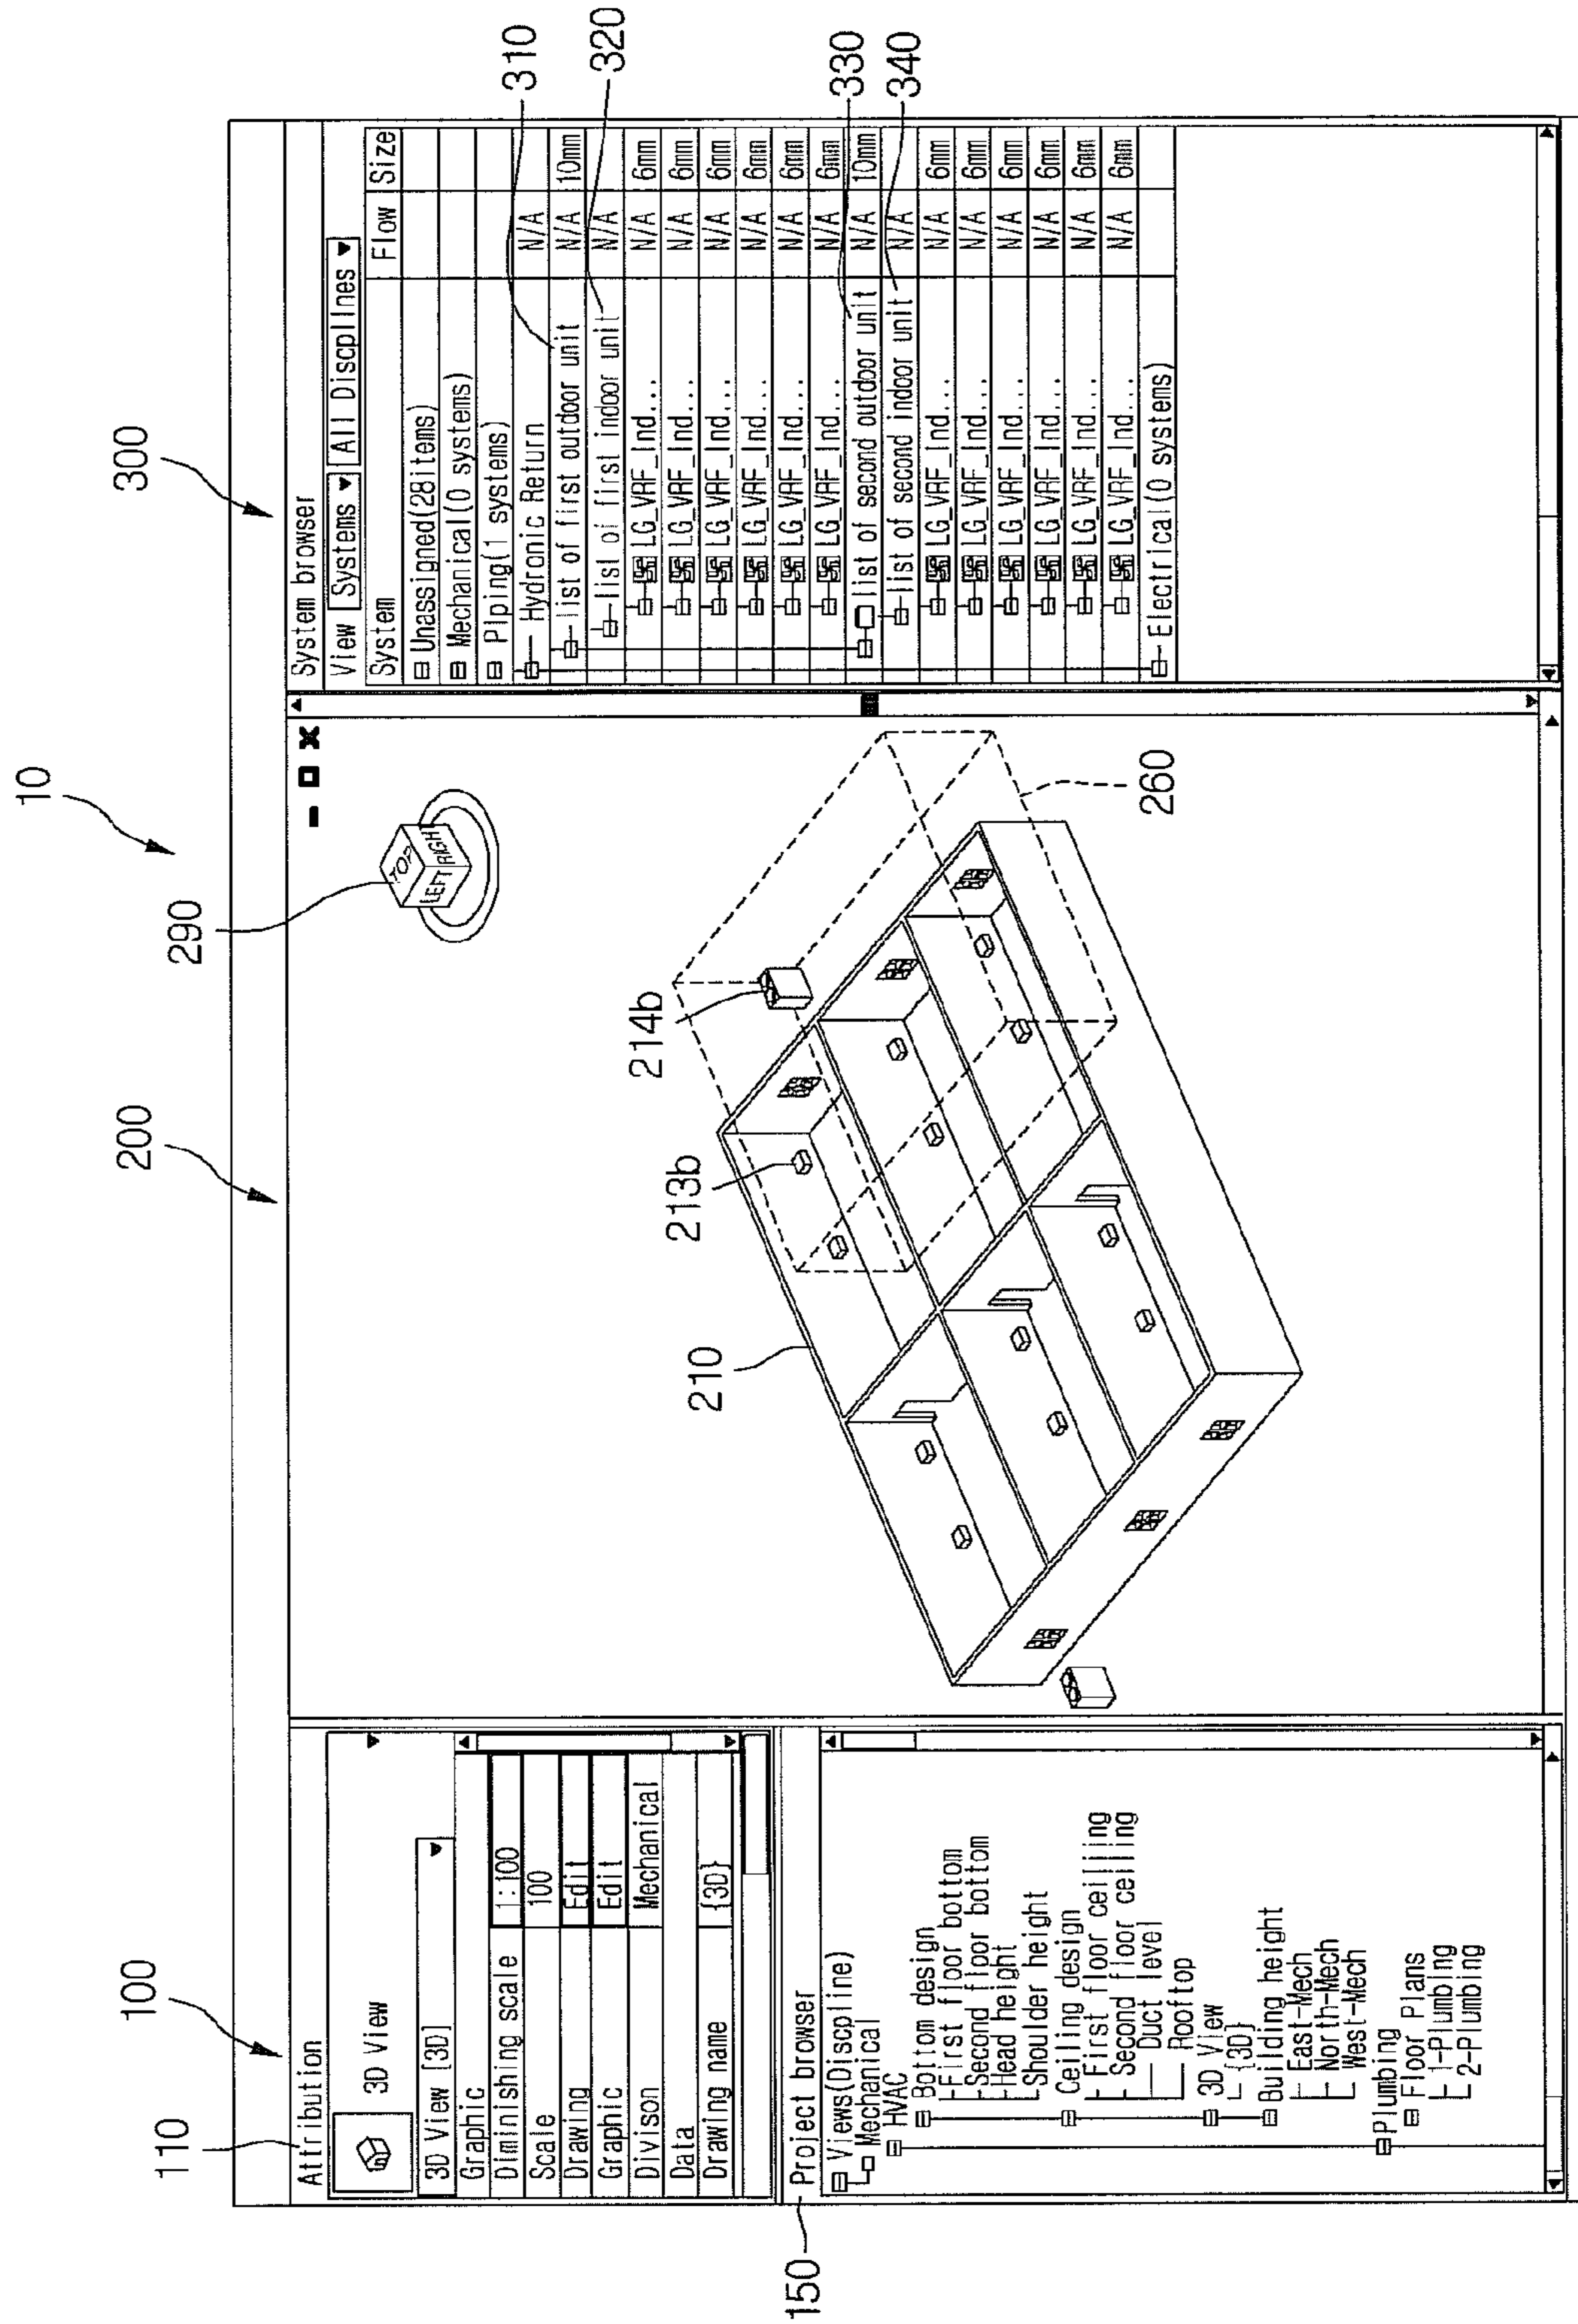 10
100
200
300
110
Attribution
3D View
3D View [3D]
Graphic
Diminishing scale 1:100
Scale 100
Drawing Edit
Graphic Edit
Divison Mechanical
Data
Drawing name {3D}
150
Project browser
Views(Discpline)
Mechanical
HVAC
Bottom design
First floor bottom
Second floor bottom
Head height
Shoulder height
Ceiling design
First floor ceilling
Second floor ceiling
Duct level
Rooftop
3D View
{3D}
Building height
East-Mech
North-Mech
West-Mech
Plumbing
Floor Plans
1-Plumbing
2-Plumbing
290
TOP
LEFT
RIGHT
210
213b
214b
260
System browser
View Systems All Discplines
System Flow Size
Unassigned(28items)
Mechanical(0 systems)
Piping(1 systems)
Hydronic Return N/A
list of first outdoor unit N/A 10mm
list of first indoor unit N/A
LG_VRF_Ind... N/A 6mm
LG_VRF_Ind... N/A 6mm
LG_VRF_Ind... N/A 6mm
LG_VRF_Ind... N/A 6mm
LG_VRF_Ind... N/A 6mm
LG_VRF_Ind... N/A 6mm
list of second outdoor unit N/A 10mm
list of second indoor unit N/A
LG_VRF_Ind... N/A 6mm
LG_VRF_Ind... N/A 6mm
LG_VRF_Ind... N/A 6mm
LG_VRF_Ind... N/A 6mm
LG_VRF_Ind... N/A 6mm
LG_VRF_Ind... N/A 6mm
Electrical(0 systems)
310
320
330
340